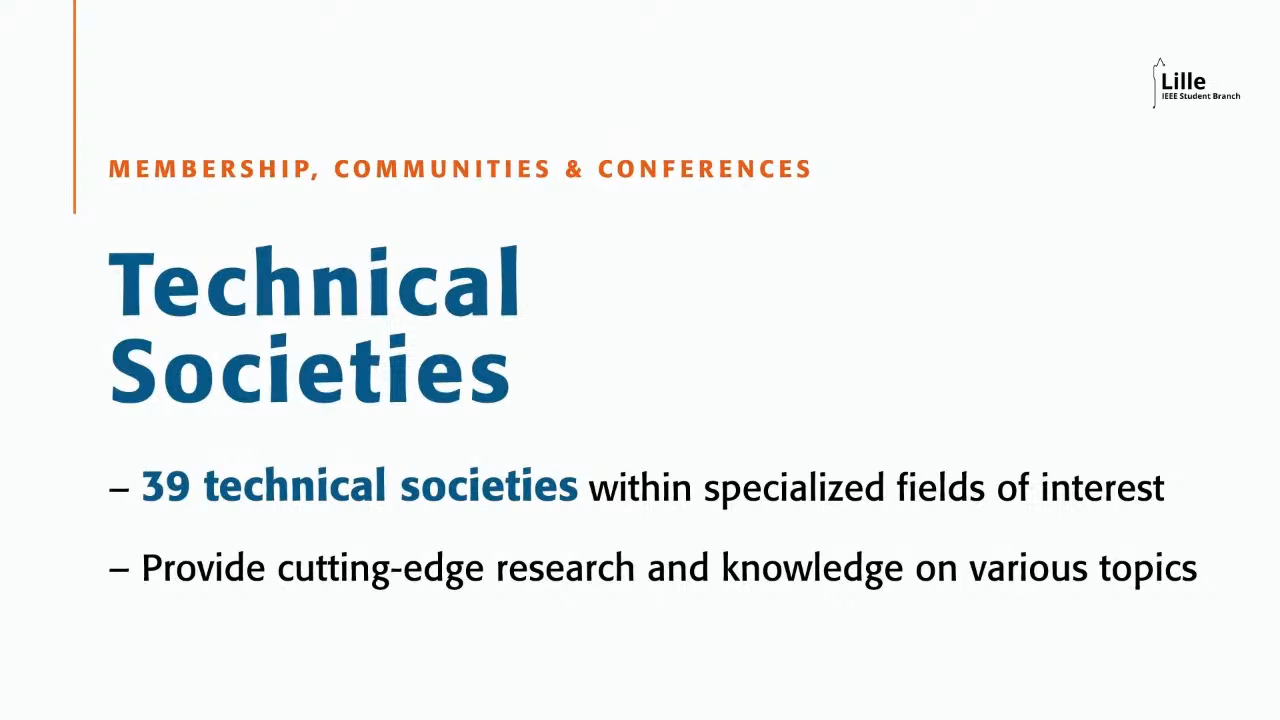 Lille
IEEE Student Branch
MEMBERSHIP, COMMUNITIES & CONFERENCES
Technical
Societies
– 39 technical societies within specialized fields of interest
– Provide cutting-edge research and knowledge on various topics